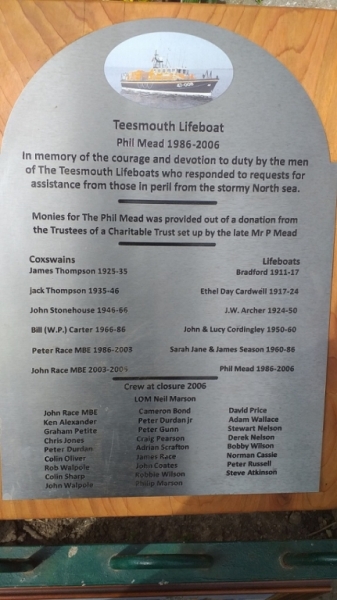 Teesmouth Lifeboat
Phil Mead 1986-2006
In memory of the courage and devotion to duty by the men
of The Teesmouth Lifeboats who responded to requests for
assistance from those in peril from the stormy North sea.
Monies for The Phil Mead was provided out of a donation from
the Trustees of a Charitable Trust set up by the late Mr P Mead
Coxswains
James Thompson 1925-35
jack Thompson 1935-46
John Stonehouse 1946-66
Bill (W.P.) Carter 1966-86
Peter Race MBE 1986-2003
John Race MBE 2003-2006
Lifeboats
Bradford 1911-17
Ethel Day Cardwell 1917-24
J.W. Archer 1924-50
John & Lucy Cordingley 1950-60
Sarah Jane & James Season 1960-86
Phil Mead 1986-2006
Crew at closure 2006
LOM Neil Marson
John Race MBE
Ken Alexander
Graham Petite
Chris Jones
Peter Durdan
Colin Oliver
Rob Walpole
Colin Sharp
John Walpole
Cameron Bond
Peter Durdan jr
Peter Gunn
Craig Pearson
Adrian Scrafton
James Race
John Coates
Robbie Wilson
Philip Marson
David Price
Adam Wallace
Stewart Nelson
Derek Nelson
Bobby Wilson
Norman Cassie
Peter Russell
Steve Atkinson